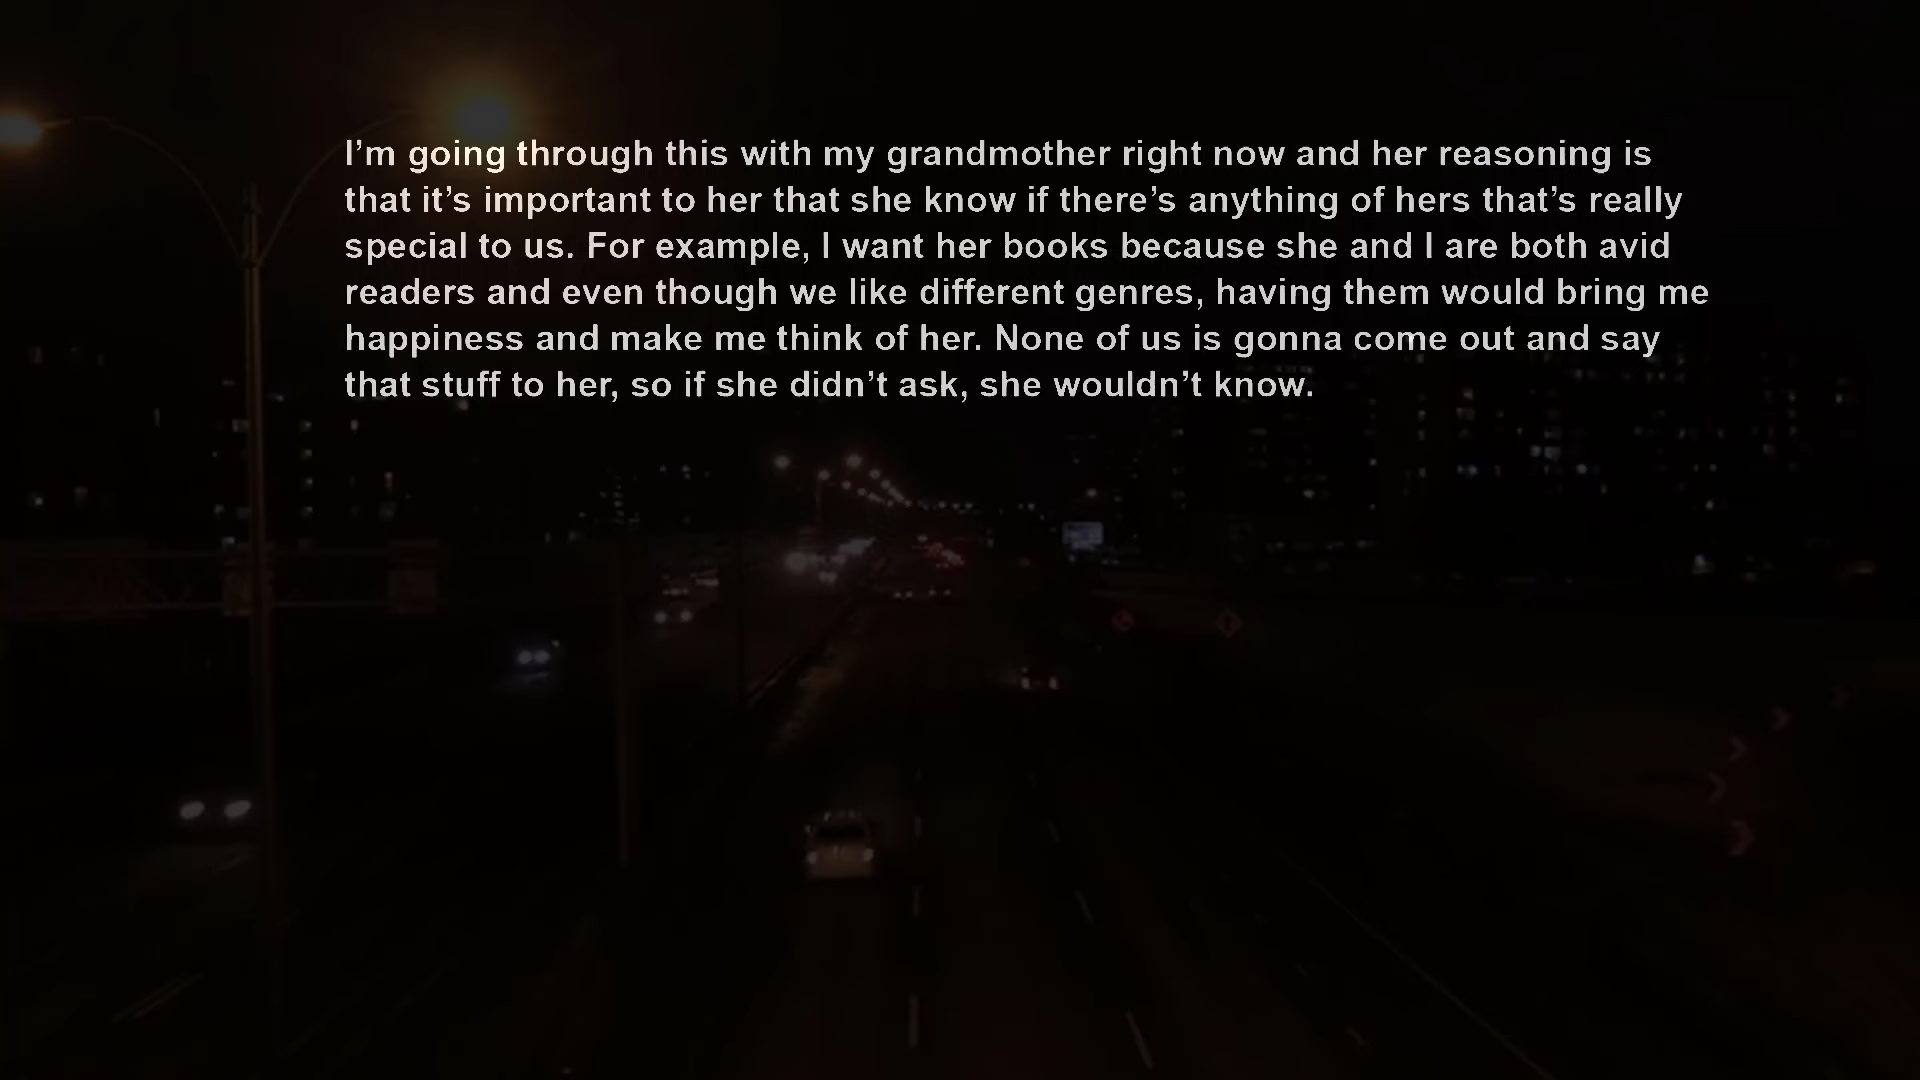 I’m going through this with my grandmother right now and her reasoning is
that it’s important to her that she know if there’s anything of hers that’s really
special to us. For example, I want her books because she and I are both avid
readers and even though we like different genres, having them would bring me
happiness and make me think of her. None of us is gonna come out and say
that stuff to her, so if she didn’t ask, she wouldn’t know.